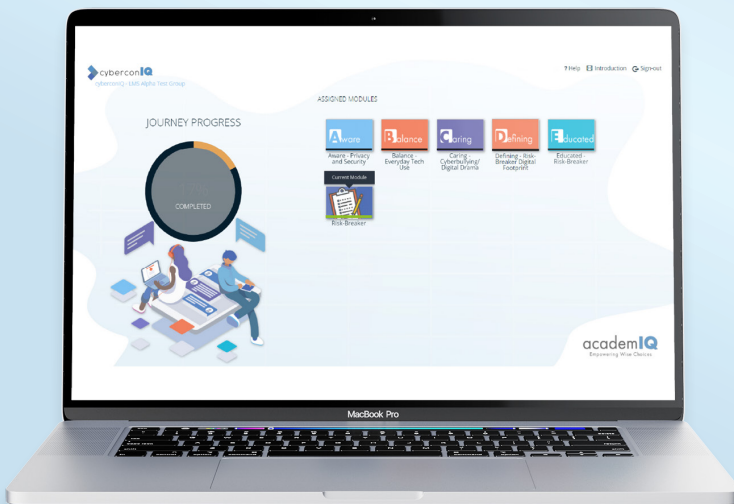 cyberconIQ
cyberconIQ - LMS Alpha Test Group
? Help Introduction Sign-out
JOURNEY PROGRESS
COMPLETED
ASSIGNED MODULES
Aware
Balance
Caring
Defining
Educated
Aware - Privacy
and Security
Balance -
Everyday Tech
Use
Caring -
Cyberbullying/
Digital Drama
Defining - Risk-
Breaker Digital
Footprint
Educated -
Risk-Breaker
Current Module
Risk-Breaker
academIQ
Empowering Wise Choices
MacBook Pro